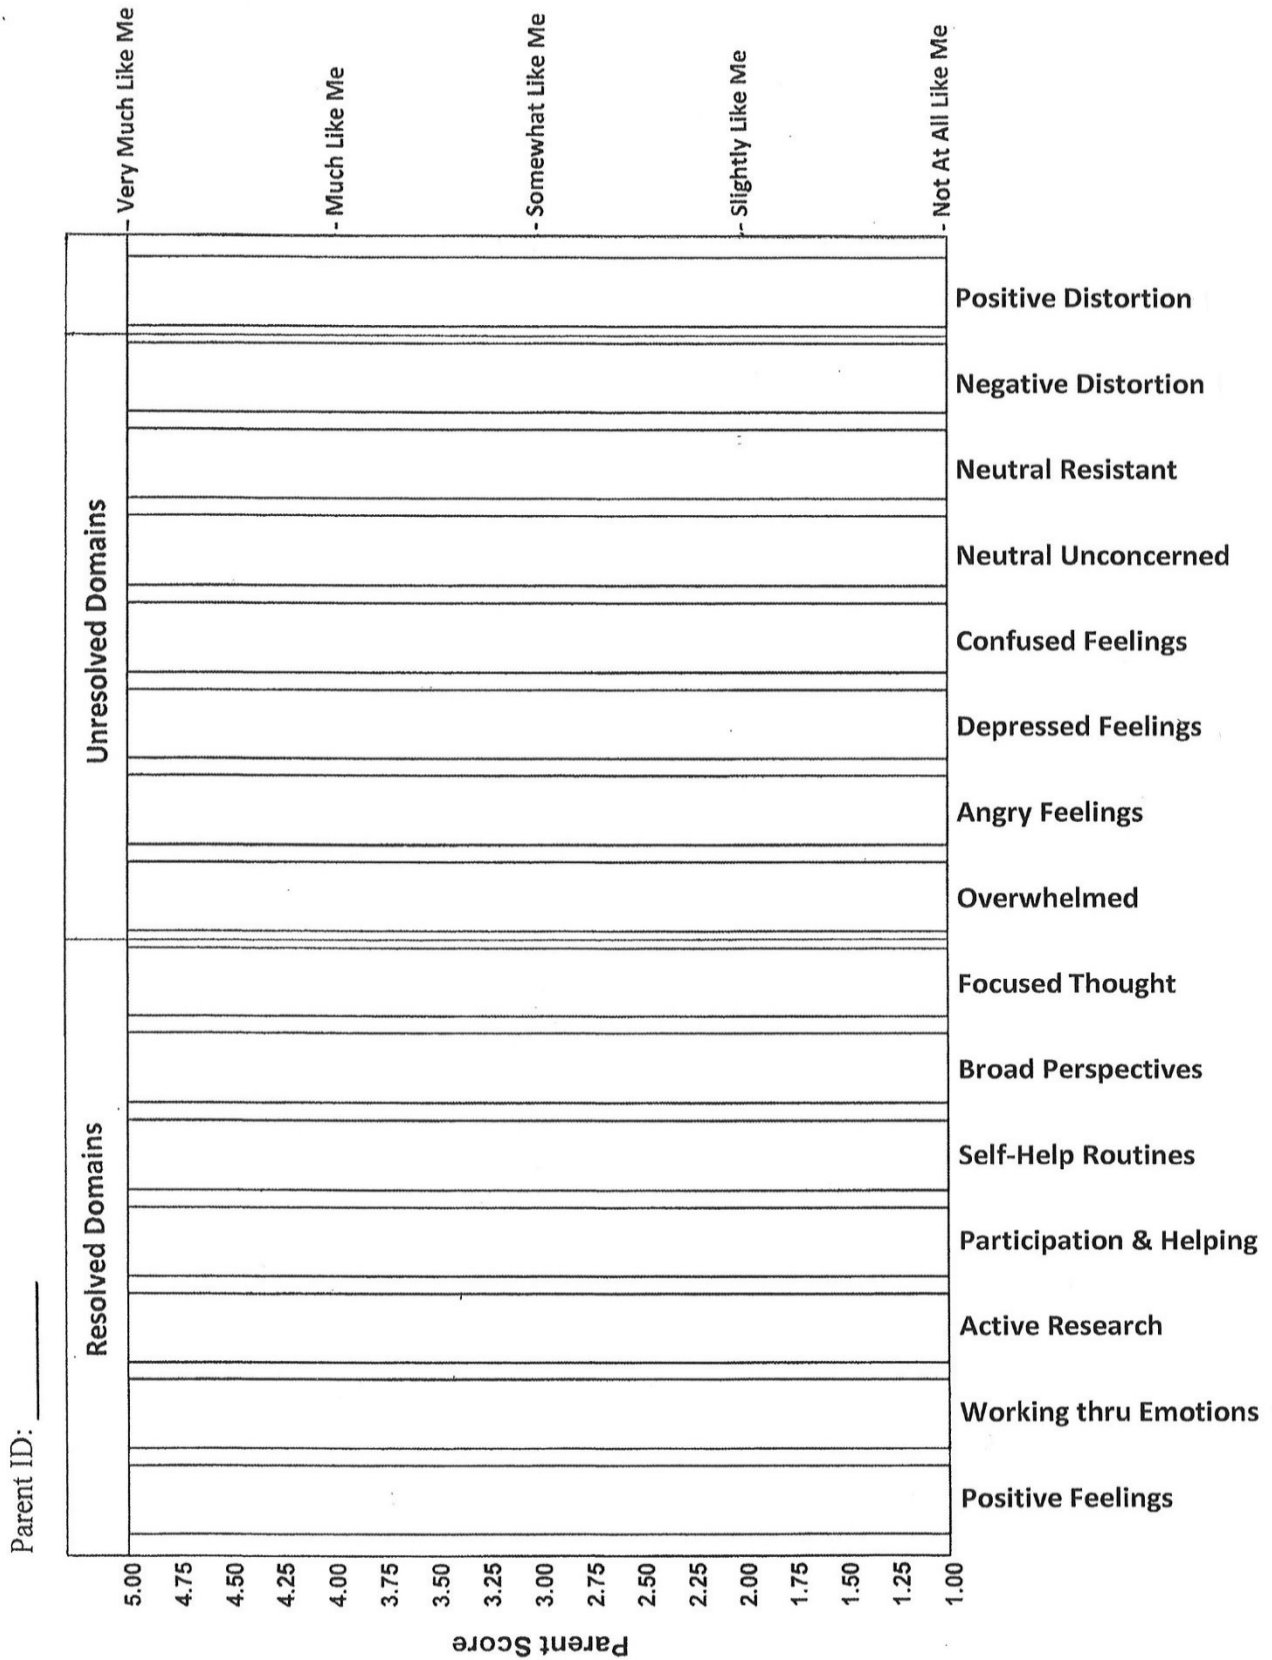 Parent ID: ______
Resolved Domains
Unresolved Domains
Parent Score
5.00
4.75
4.50
4.25
4.00
3.75
3.50
3.25
3.00
2.75
2.50
2.25
2.00
1.75
1.50
1.25
1.00
- Very Much Like Me
- Much Like Me
- Somewhat Like Me
- Slightly Like Me
- Not At All Like Me
Positive Feelings
Working thru Emotions
Active Research
Participation & Helping
Self-Help Routines
Broad Perspectives
Focused Thought
Overwhelmed
Angry Feelings
Depressed Feelings
Confused Feelings
Neutral Unconcerned
Neutral Resistant
Negative Distortion
Positive Distortion